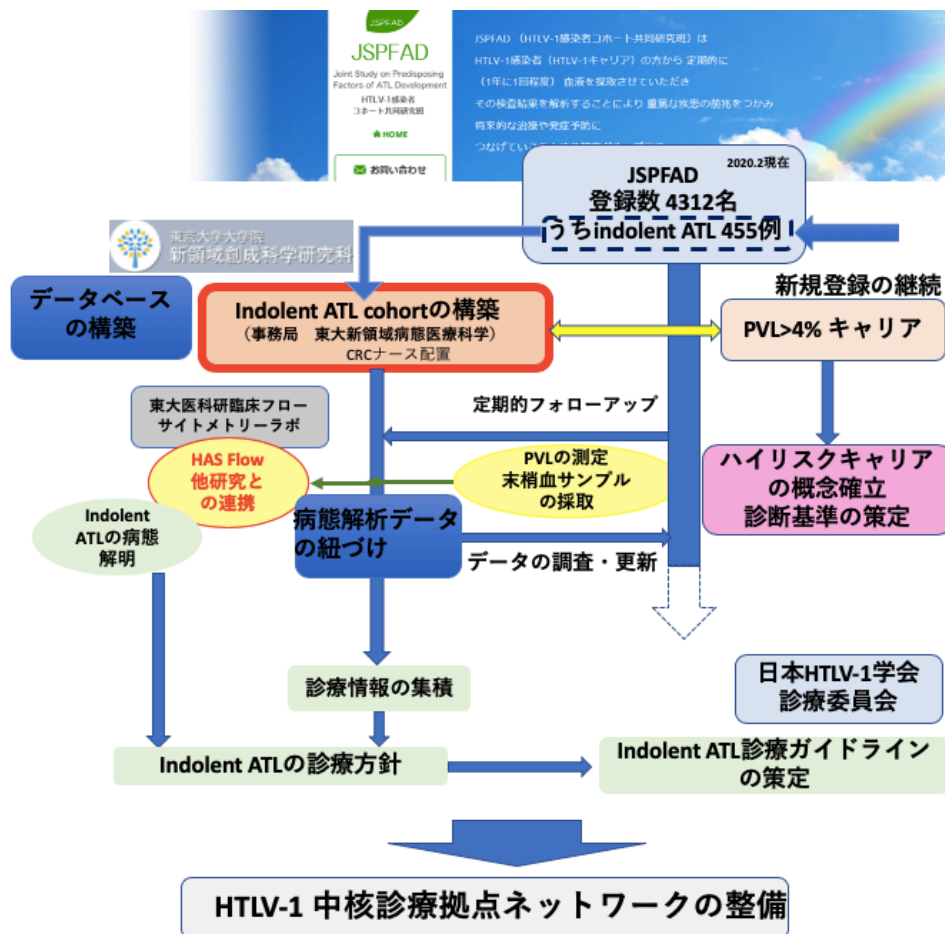 JSPFAD
JSPFAD
Joint Study on Predisposing
Factors of ATL Development
HTLV-1感染者
コホート共同研究班
HOME
お問い合わせ
JSPFAD （HTLV-1感染者コホート共同研究班）は
HTLV-1感染者（HTLV-1キャリア）の方から 定期的に
（1年に1回程度） 血液を採取させていただき
その検査結果を解析することにより 重篤な疾患の前兆をつかみ
将来的な治療や発症予防に
2020.2現在
JSPFAD
登録数 4312名
うちindolent ATL 455例
東京大学大学院
新領域創成科学研究科
データベース
の構築
Indolent ATL cohortの構築
（事務局　東大新領域病態医療科学）
CRCナース配置
新規登録の継続
PVL>4% キャリア
東大医科研臨床フロー
サイトメトリーラボ
定期的フォローアップ
HAS Flow
他研究と
の連携
PVLの測定
末梢血サンプル
の採取
ハイリスクキャリア
の概念確立
診断基準の策定
Indolent
ATLの病態
解明
病態解析データ
の紐づけ
データの調査・更新
診療情報の集積
日本HTLV-1学会
診療委員会
Indolent ATLの診療方針
Indolent ATL診療ガイドライン
の策定
HTLV-1 中核診療拠点ネットワークの整備